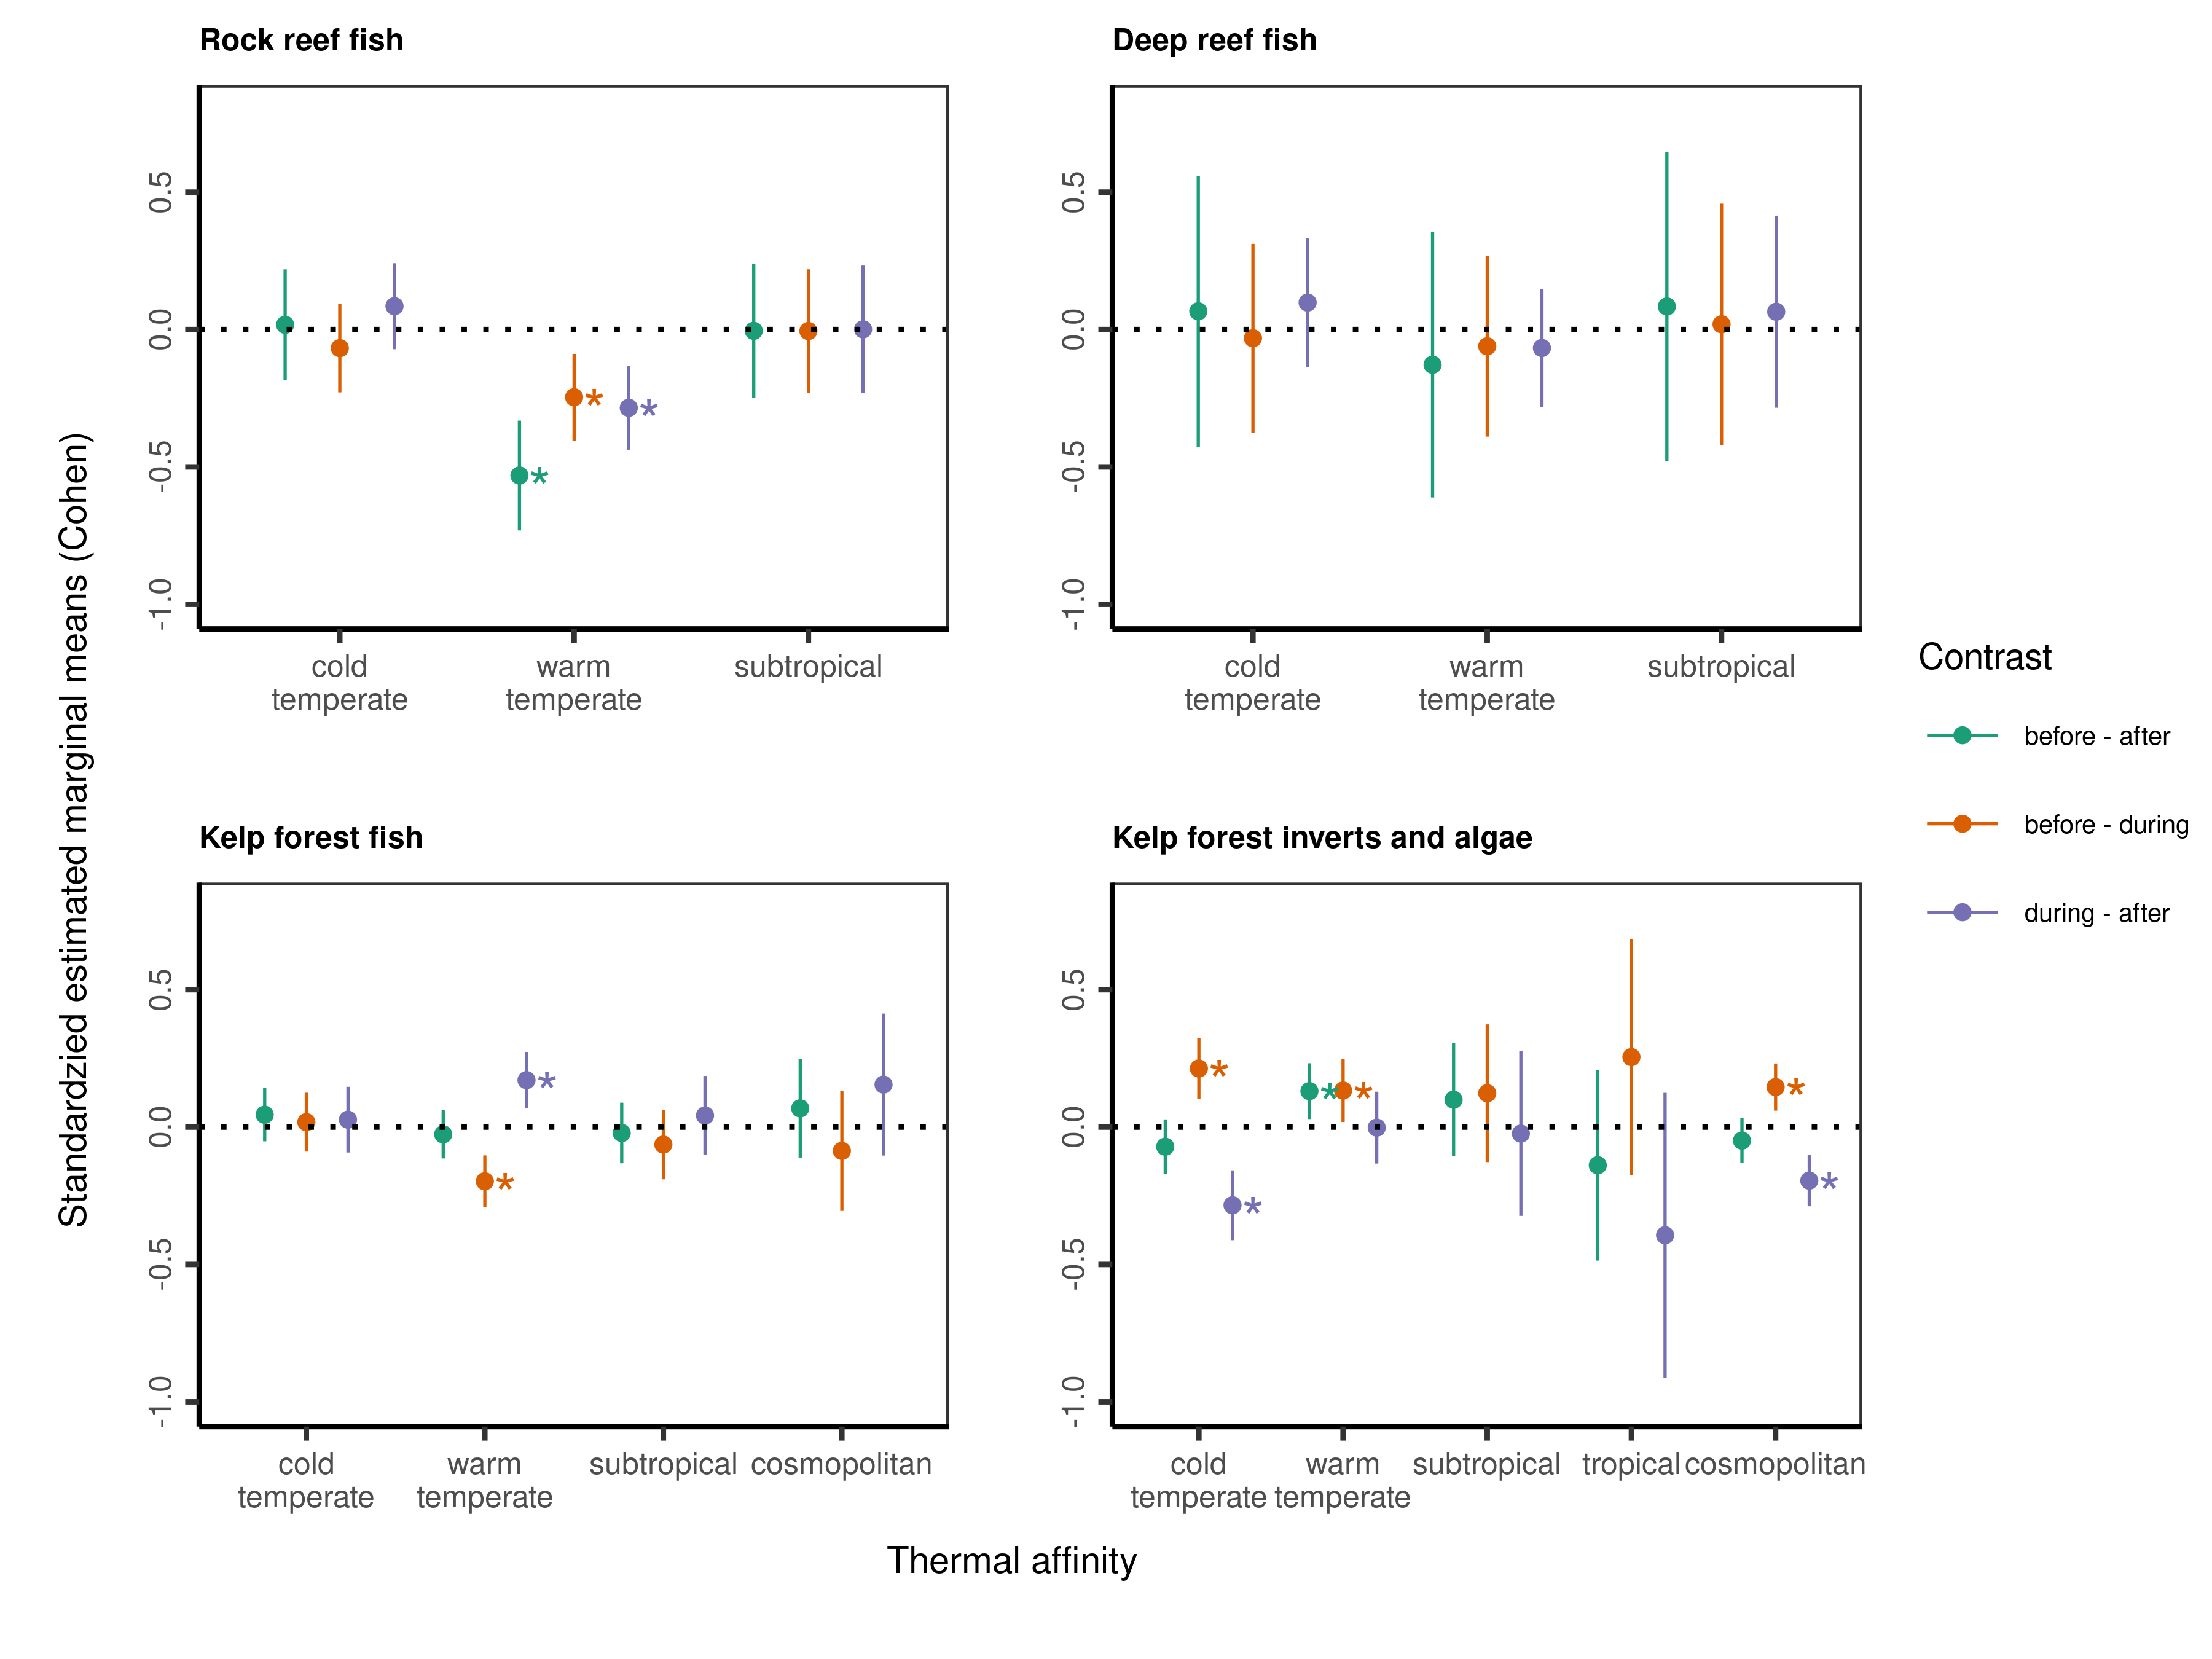 Rock reef fish
0.5
0.0
-0.5
-1.0
cold
temperate
warm
temperate
subtropical
Deep reef fish
0.5
0.0
-0.5
-1.0
cold
temperate
warm
temperate
subtropical
Standardzied estimated marginal means (Cohen)
Kelp forest fish
0.5
0.0
-0.5
-1.0
cold
temperate
warm
temperate
subtropical
cosmopolitan
Kelp forest inverts and algae
0.5
0.0
-0.5
-1.0
cold
temperate
warm
temperate
subtropical
tropical
cosmopolitan
Thermal affinity
Contrast
before - after
before - during
during - after